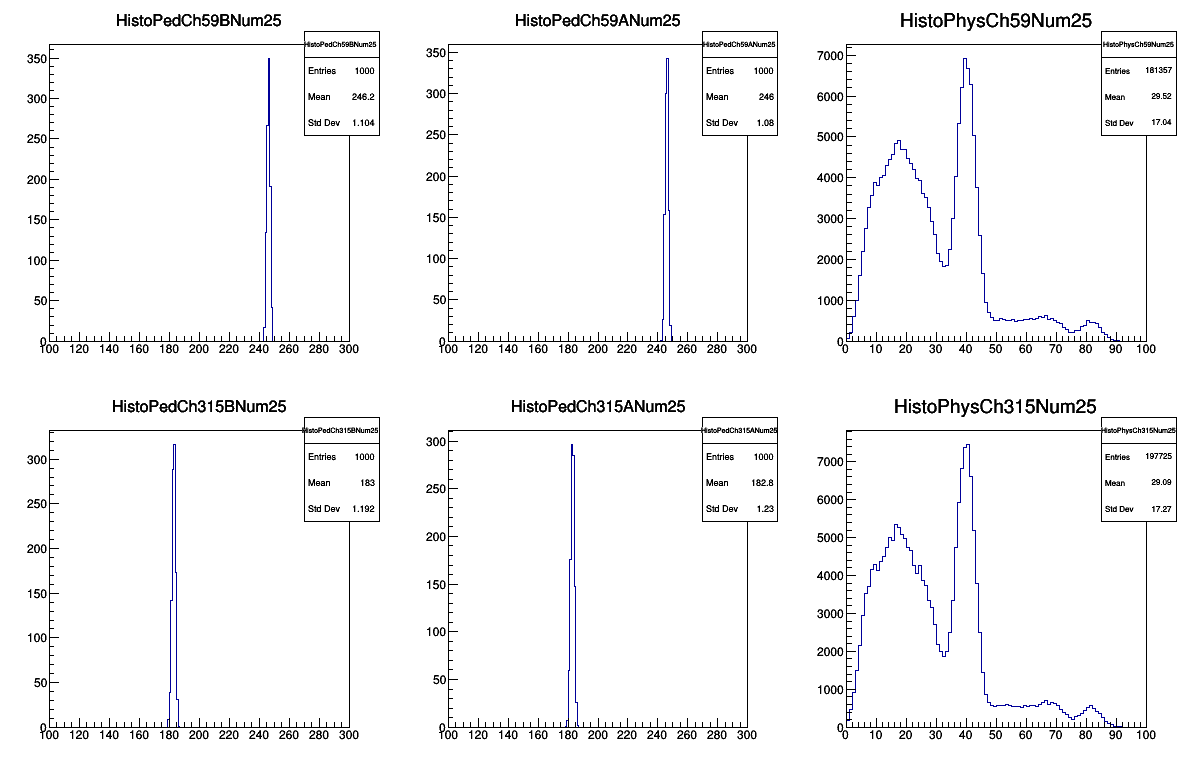 HistoPedCh59BNum25
HistoPedCh59BNum25
Entries 1000
Mean 246.2
Std Dev 1.104
350
300
250
200
150
100
50
0
100 120 140 160 180 200 220 240 260 280 300
HistoPedCh59ANum25
HistoPedCh59ANum25
Entries 1000
Mean 246
Std Dev 1.08
350
300
250
200
150
100
50
0
100 120 140 160 180 200 220 240 260 280 300
HistoPhysCh59Num25
HistoPhysCh59Num25
Entries 181357
Mean 29.52
Std Dev 17.04
7000
6000
5000
4000
3000
2000
1000
0
0 10 20 30 40 50 60 70 80 90 100
HistoPedCh315BNum25
HistoPedCh315BNum25
Entries 1000
Mean 183
Std Dev 1.192
300
250
200
150
100
50
0
100 120 140 160 180 200 220 240 260 280 300
HistoPedCh315ANum25
HistoPedCh315ANum25
Entries 1000
Mean 182.8
Std Dev 1.23
300
250
200
150
100
50
0
100 120 140 160 180 200 220 240 260 280 300
HistoPhysCh315Num25
HistoPhysCh315Num25
Entries 197725
Mean 29.09
Std Dev 17.27
7000
6000
5000
4000
3000
2000
1000
0
0 10 20 30 40 50 60 70 80 90 100